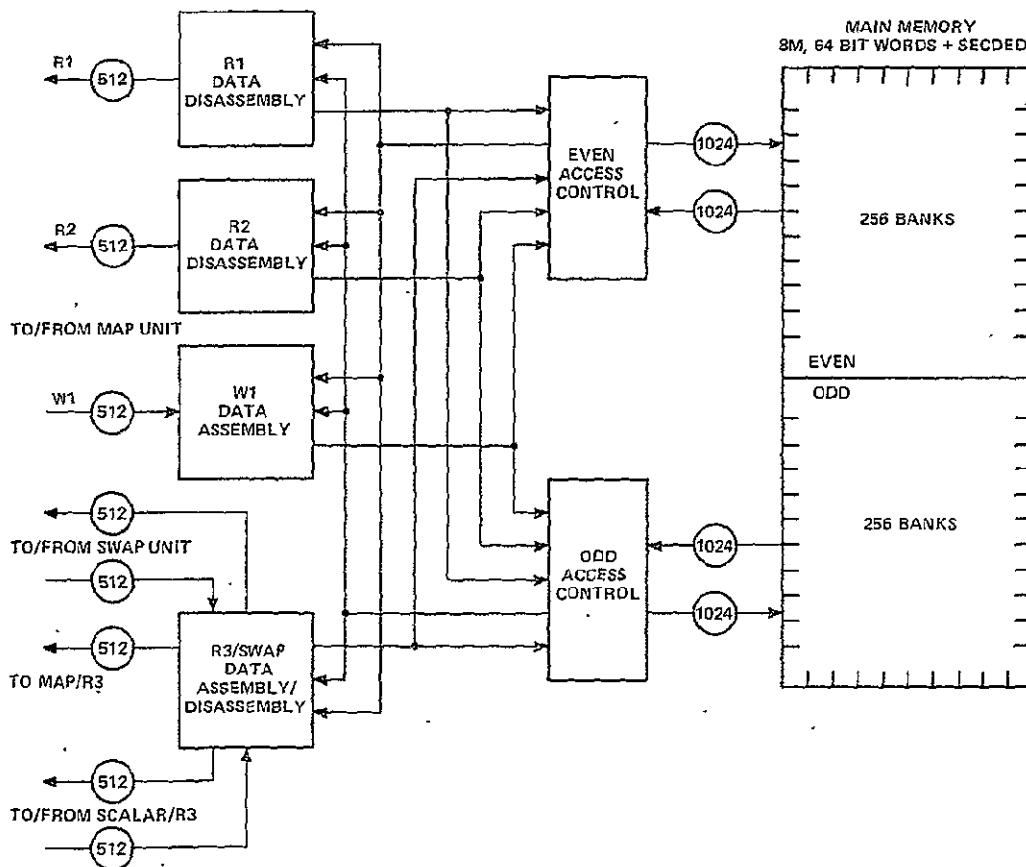 MAIN MEMORY
8M, 64 BIT WORDS + SECDED
R1
512
R1
DATA
DISASSEMBLY
R2
512
R2
DATA
DISASSEMBLY
TO/FROM MAP UNIT
W1
512
W1
DATA
ASSEMBLY
512
TO/FROM SWAP UNIT
512
512
TO MAP/R3
R3/SWAP
DATA
ASSEMBLY/
DISASSEMBLY
512
TO/FROM SCALAR/R3
512
EVEN
ACCESS
CONTROL
1024
1024
ODD
ACCESS
CONTROL
1024
1024
256 BANKS
EVEN
ODD
256 BANKS